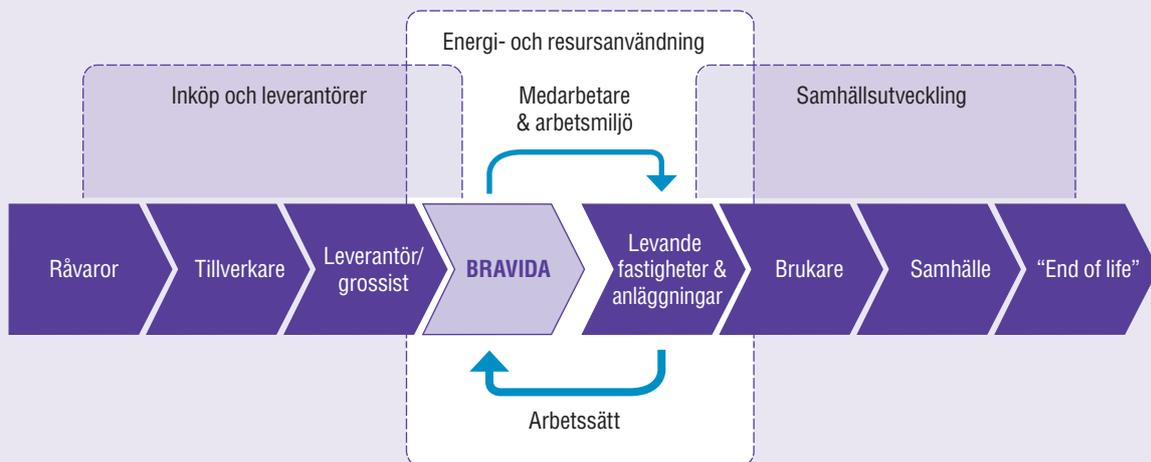 Energi- och resursanvändning
Inköp och leverantörer
Medarbetare
& arbetsmiljö
Samhällsutveckling
Råvaror
Tillverkare
Leverantör/
grossist
BRAVIDA
Levande
fastigheter &
anläggningar
Brukare
Samhälle
“End of life”
Arbetssätt